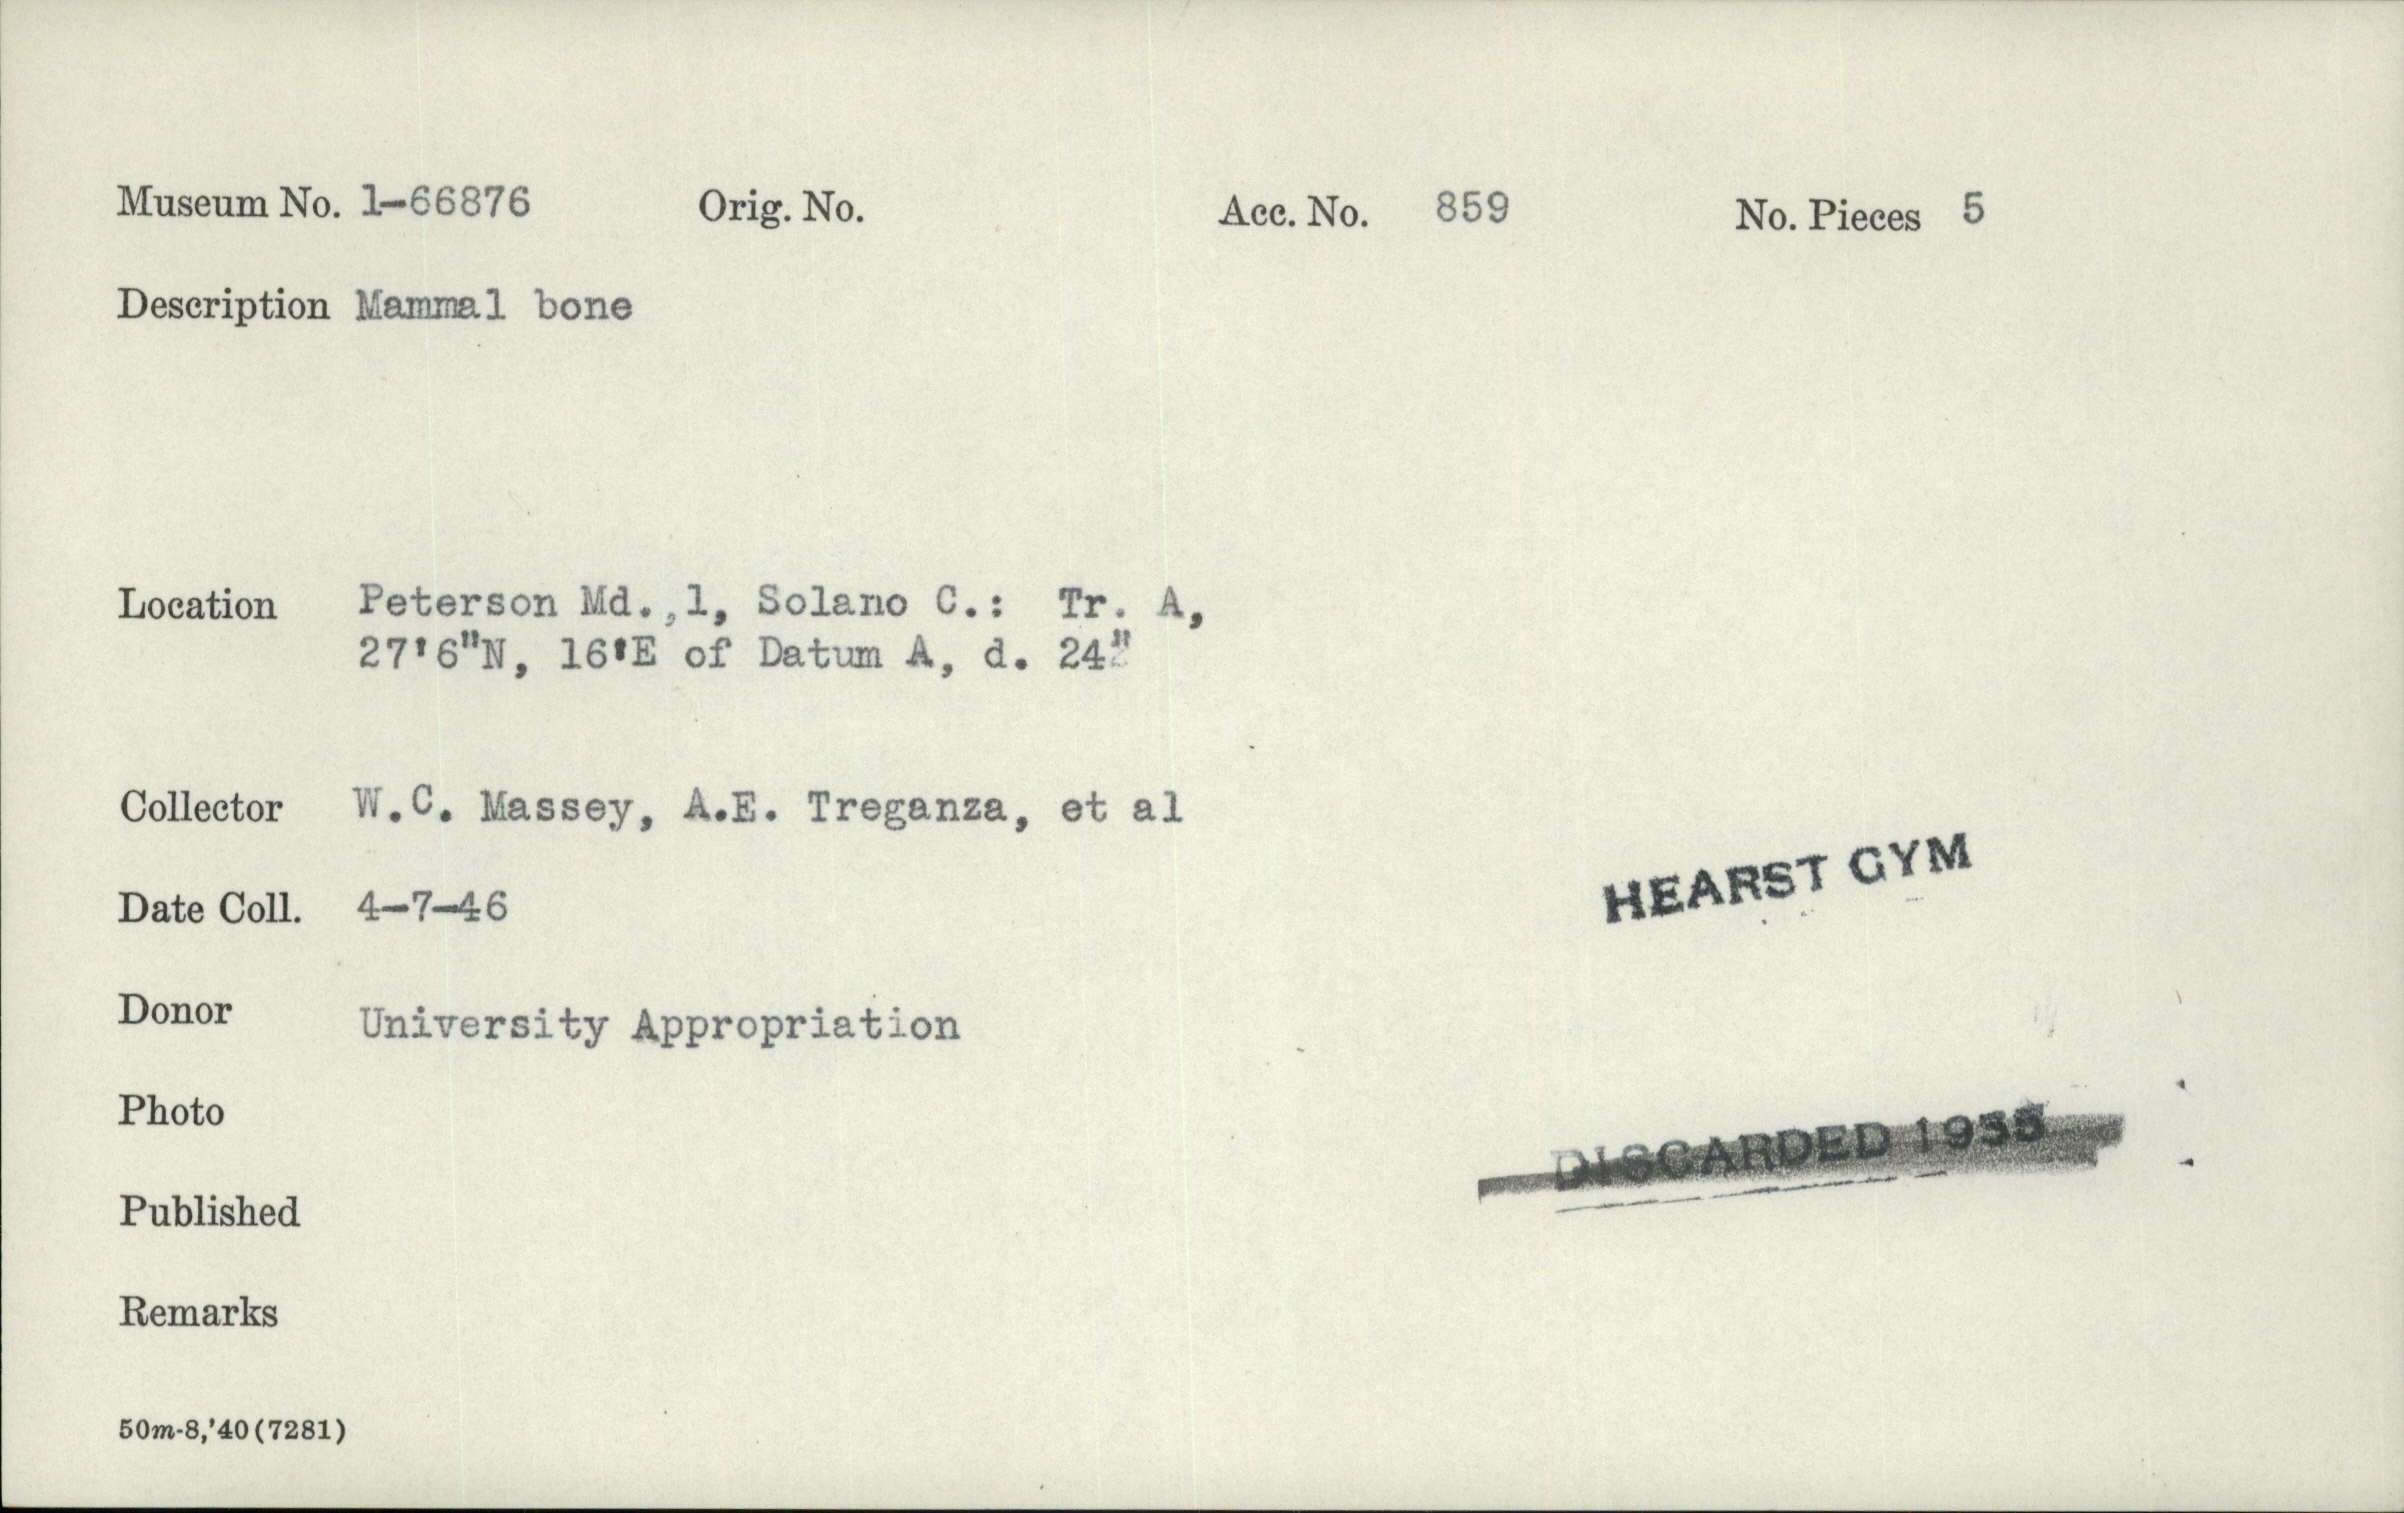 Museum No. 1-66876 Orig. No. Acc. No. 859 No. Pieces 5
Description Mammal bone
Location Peterson Md.,1, Solano C.: Tr. A,
27'6"N, 16'E of Datum A, d. 24"
Collector W.C. Massey, A.E. Treganza, et al
HEARST GYM
Date Coll. 4-7-46
Donor University Appropriation
Photo
DISCARDED
Published
Remarks
50m-8,'40(7281)